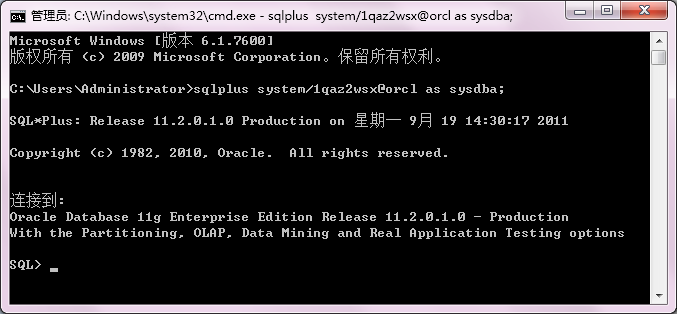 管理员: C:\Windows\system32\cmd.exe - sqlplus  system/1qaz2wsx@orcl as sysdba;
Microsoft Windows [版本 6.1.7600]
版权所有 (c) 2009 Microsoft Corporation。保留所有权利。
C:\Users\Administrator>sqlplus system/1qaz2wsx@orcl as sysdba;
SQL*Plus: Release 11.2.0.1.0 Production on 星期一 9月 19 14:30:17 2011
Copyright (c) 1982, 2010, Oracle.  All rights reserved.
连接到:
Oracle Database 11g Enterprise Edition Release 11.2.0.1.0 - Production
With the Partitioning, OLAP, Data Mining and Real Application Testing options
SQL> _